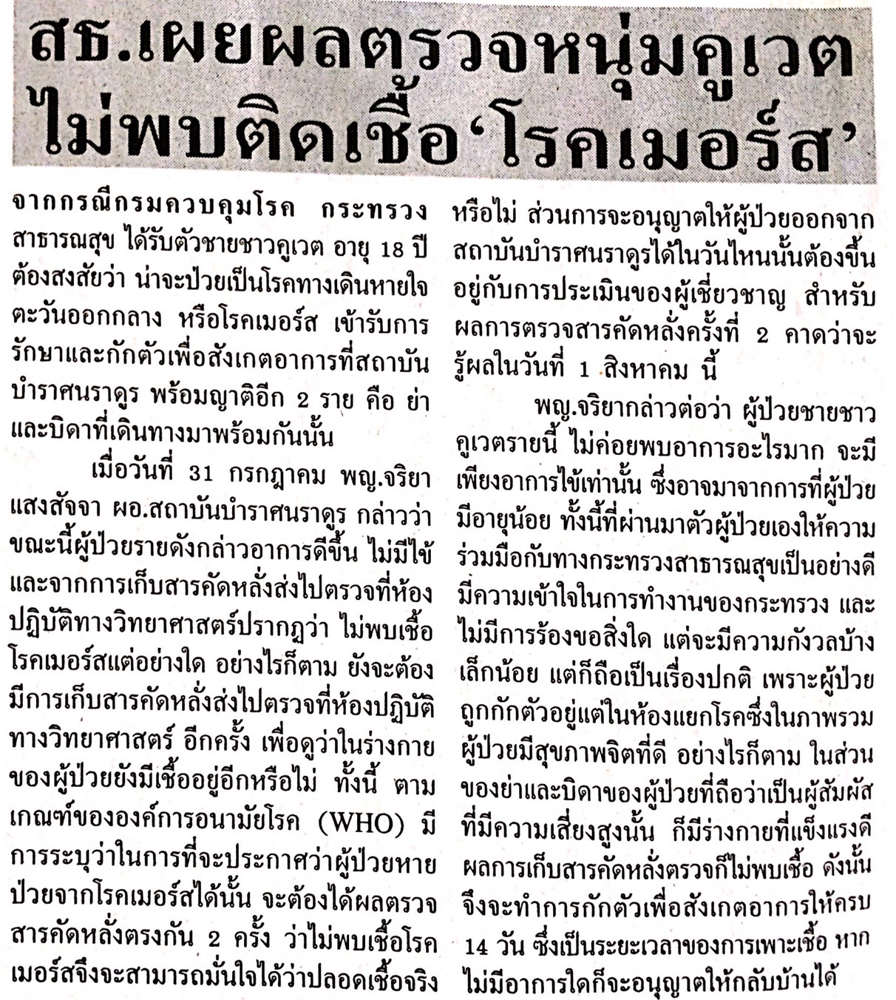 สธ.เผยผลตรวจหนุ่มคูเวต
ไม่พบติดเชื้อ‘โรคเมอร์ส’
จากกรณีกรมควบคุมโรค กระทรวง
สาธารณสุข ได้รับตัวชายชาวคูเวต อายุ 18 ปี
ต้องสงสัยว่า น่าจะป่วยเป็นโรคทางเดินหายใจ
ตะวันออกกลาง หรือโรคเมอร์ส เข้ารับการ
รักษาและกักตัวเพื่อสังเกตอาการที่สถาบัน
บำราศนราดูร พร้อมญาติอีก 2 ราย คือ ย่า
และบิดาที่เดินทางมาพร้อมกันนั้น
เมื่อวันที่ 31 กรกฎาคม พญ.จริยา
แสงสัจจา ผอ.สถาบันบำราศนราดูร กล่าวว่า
ขณะนี้ผู้ป่วยรายดังกล่าวอาการดีขึ้น ไม่มีไข้
และจากการเก็บสารคัดหลั่งส่งไปตรวจที่ห้อง
ปฏิบัติทางวิทยาศาสตร์ปรากฏว่า ไม่พบเชื้อ
โรคเมอร์สแต่อย่างใด อย่างไรก็ตาม ยังจะต้อง
มีการเก็บสารคัดหลั่งส่งไปตรวจที่ห้องปฏิบัติ
ทางวิทยาศาสตร์ อีกครั้ง เพื่อดูว่าในร่างกาย
ของผู้ป่วยยังมีเชื้ออยู่อีกหรือไม่ ทั้งนี้ ตาม
เกณฑ์ขององค์การอนามัยโรค (WHO) มี
การระบุว่าในการที่จะประกาศว่าผู้ป่วยหาย
ป่วยจากโรคเมอร์สได้นั้น จะต้องได้ผลตรวจ
สารคัดหลั่งตรงกัน 2 ครั้ง ว่าไม่พบเชื้อโรค
เมอร์สจึงจะสามารถมั่นใจได้ว่าปลอดเชื้อจริง
หรือไม่ ส่วนการจะอนุญาตให้ผู้ป่วยออกจาก
สถาบันบำราศนราดูรได้ในวันไหนนั้นต้องขึ้น
อยู่กับการประเมินของผู้เชี่ยวชาญ สำหรับ
ผลการตรวจสารคัดหลั่งครั้งที่ 2 คาดว่าจะ
รู้ผลในวันที่ 1 สิงหาคม นี้
พญ.จริยากล่าวต่อว่า ผู้ป่วยชายชาว
คูเวตรายนี้ ไม่ค่อยพบอาการอะไรมาก จะมี
เพียงอาการไข้เท่านั้น ซึ่งอาจมาจากการที่ผู้ป่วย
มีอายุน้อย ทั้งนี้ที่ผ่านมาตัวผู้ป่วยเองให้ความ
ร่วมมือกับทางกระทรวงสาธารณสุขเป็นอย่างดี
มีความเข้าใจในการทำงานของกระทรวง และ
ไม่มีการร้องขอสิ่งใด แต่จะมีความกังวลบ้าง
เล็กน้อย แต่ก็ถือเป็นเรื่องปกติ เพราะผู้ป่วย
ถูกกักตัวอยู่แต่ในห้องแยกโรคซึ่งในภาพรวม
ผู้ป่วยมีสุขภาพจิตที่ดี อย่างไรก็ตาม ในส่วน
ของย่าและบิดาของผู้ป่วยที่ถือว่าเป็นผู้สัมผัส
ที่มีความเสี่ยงสูงนั้น ก็มีร่างกายที่แข็งแรงดี
ผลการเก็บสารคัดหลั่งตรวจก็ไม่พบเชื้อ ดังนั้น
จึงจะทำการกักตัวเพื่อสังเกตอาการให้ครบ
14 วัน ซึ่งเป็นระยะเวลาของการเพาะเชื้อ หาก
ไม่มีอาการใดก็จะอนุญาตให้กลับบ้านได้